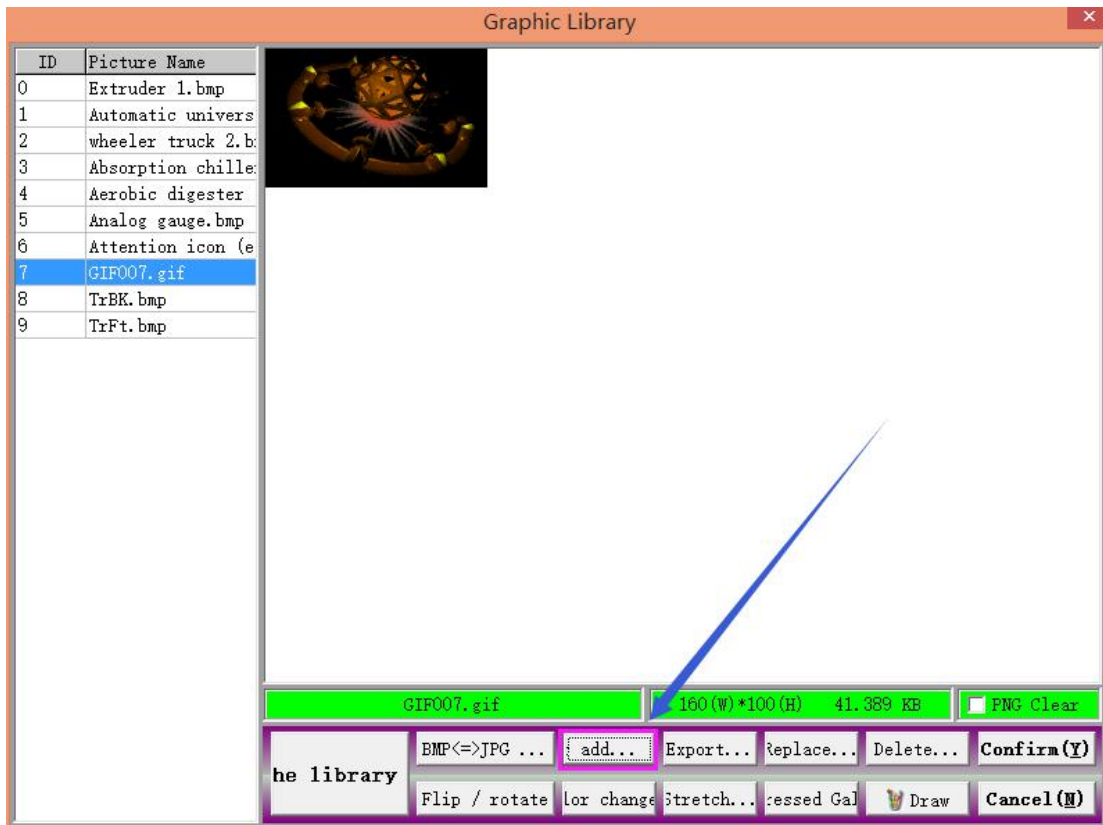 Graphic Library
ID Picture Name
0 Extruder 1.bmp
1 Automatic univers
2 wheeler truck 2.b
3 Absorption chille
4 Aerobic digester
5 Analog gauge.bmp
6 Attention icon (e
7 GIF007.gif
8 TrBK.bmp
9 TrFt.bmp
GIF007.gif 160(W)*100(H) 41.389 KB PNG Clear
he library
BMP<=>JPG ... add... Export... Replace... Delete... Confirm(Y)
Flip / rotate lor change Stretch... ressed Gal Draw Cancel(N)